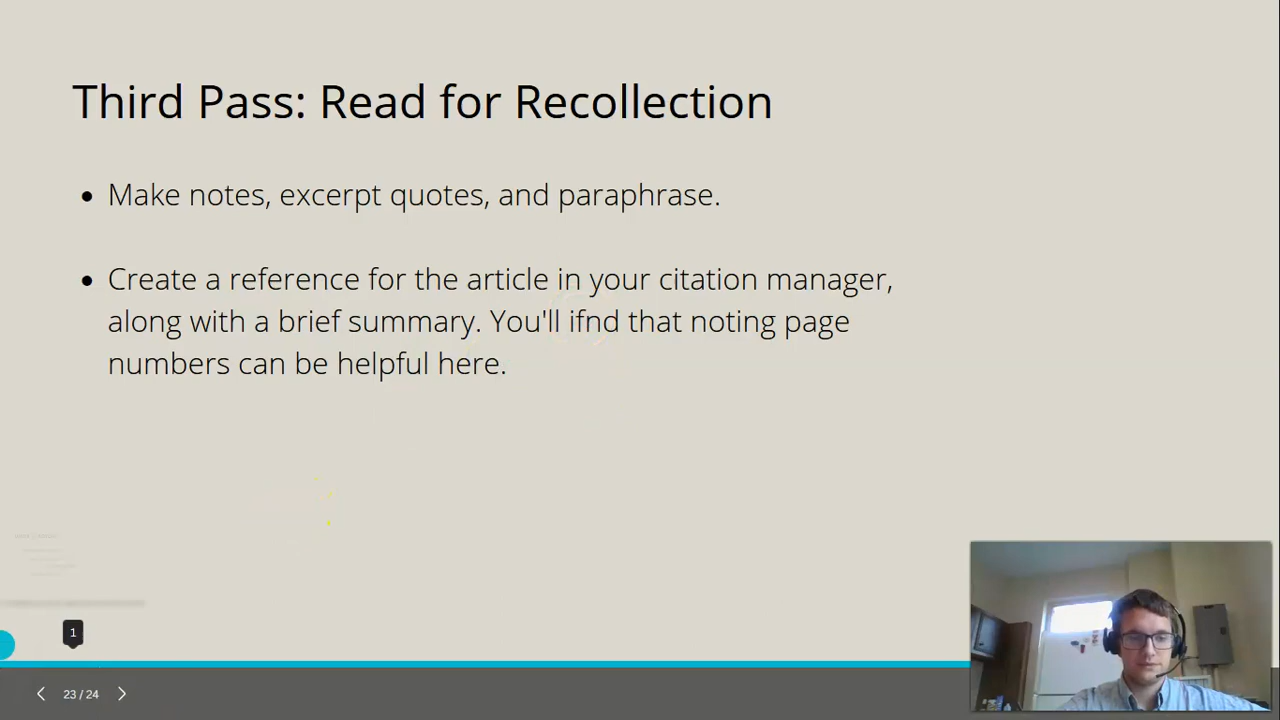 Third Pass: Read for Recollection
• Make notes, excerpt quotes, and paraphrase.
• Create a reference for the article in your citation manager,
along with a brief summary. You'll ifnd that noting page
numbers can be helpful here.
1
23 / 24